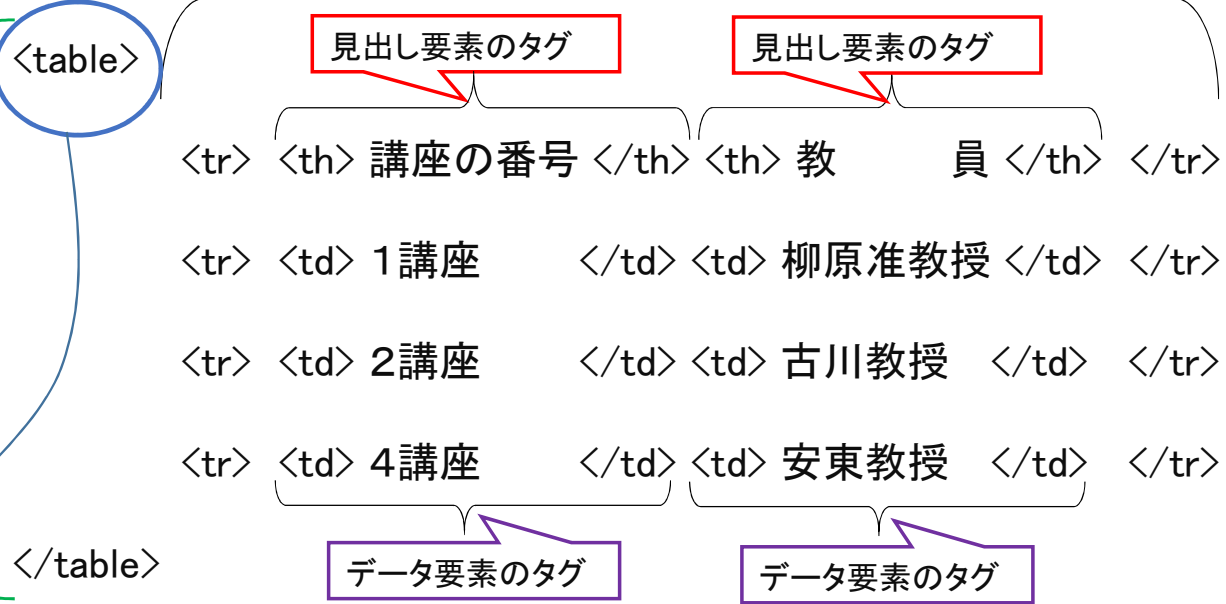 <table>
見出し要素のタグ 見出し要素のタグ
<tr> <th> 講座の番号 </th> <th> 教　　員 </th> </tr>
<tr> <td> １講座 </td> <td> 柳原准教授 </td> </tr>
<tr> <td> ２講座 </td> <td> 古川教授 </td> </tr>
<tr> <td> ４講座 </td> <td> 安東教授 </td> </tr>
</table>
データ要素のタグ データ要素のタグ